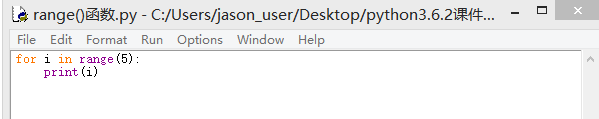 range()函数.py - C:/Users/jason_user/Desktop/python3.6.2课件...
File Edit Format Run Options Window Help
for i in range(5):
    print(i)